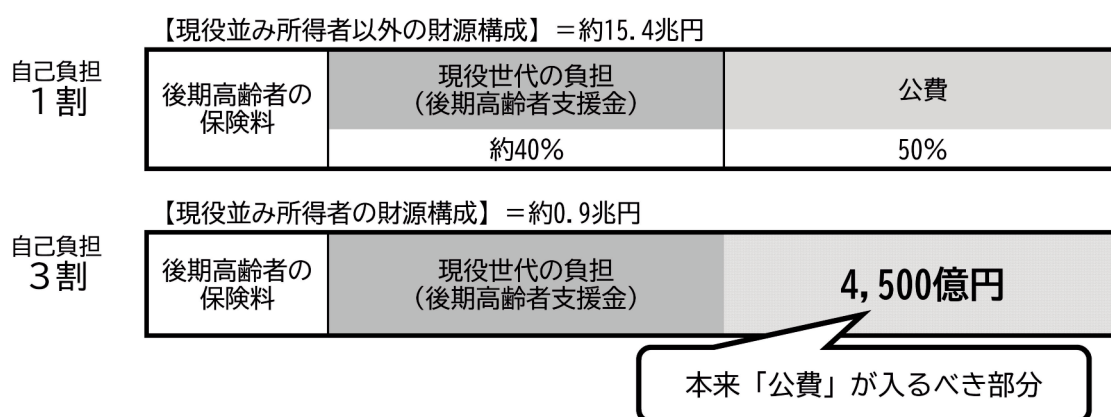 【現役並み所得者以外の財源構成】＝約15.4兆円
自己負担
1割
後期高齢者の
保険料
現役世代の負担
（後期高齢者支援金）
約40%
公費
50%
【現役並み所得者の財源構成】＝約0.9兆円
自己負担
3割
後期高齢者の
保険料
現役世代の負担
（後期高齢者支援金）
4,500億円
本来「公費」が入るべき部分